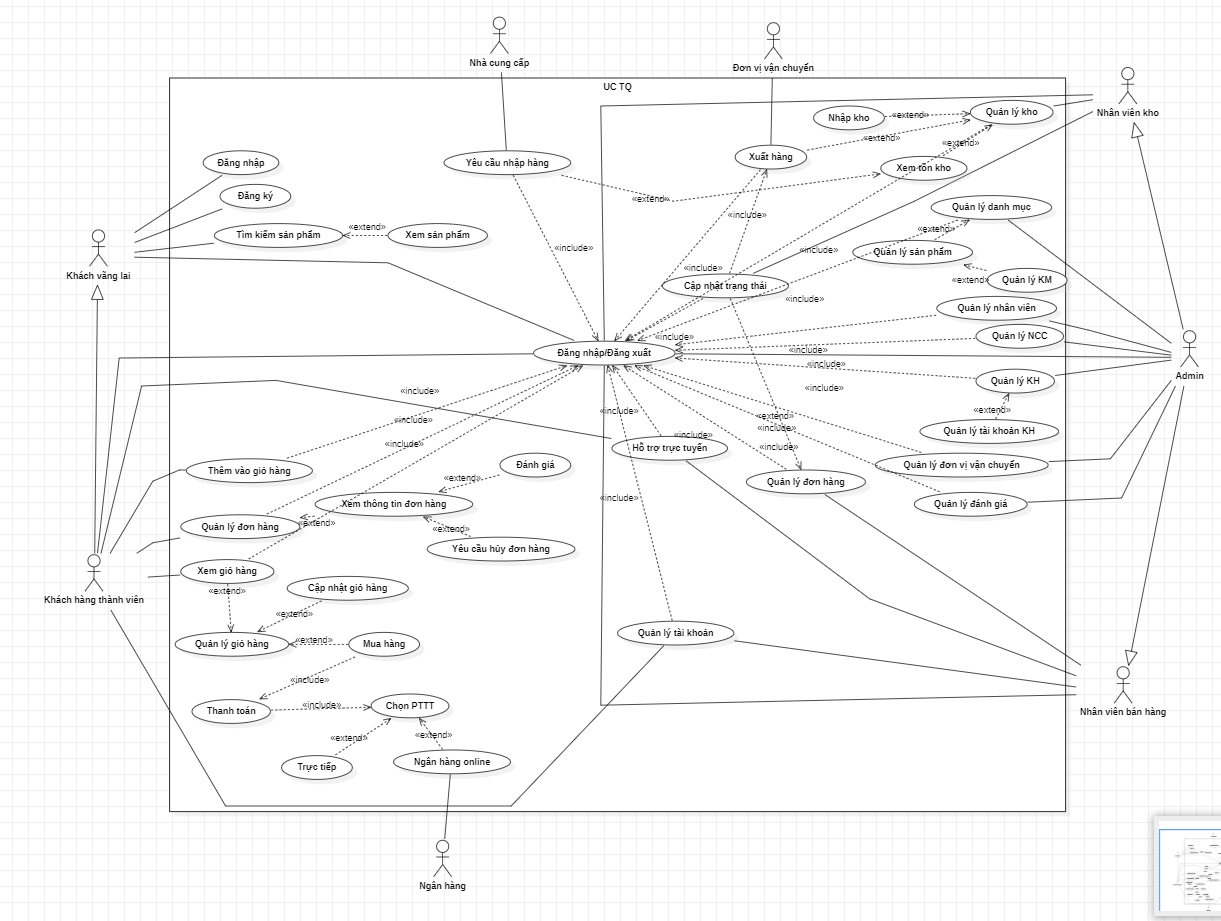 Nhà cung cấp
Đơn vị vận chuyển
UC TQ
Nhân viên kho
Nhập kho
«extend»
Quản lý kho
«extend»
«extend»
Đăng nhập
Yêu cầu nhập hàng
Xuất hàng
Xem tồn kho
Đăng ký
«extend»
Quản lý danh mục
«include»
Tìm kiếm sản phẩm
«extend»
Xem sản phẩm
«extend»
Khách vãng lai
«include»
«include»
Quản lý sản phẩm
«include»
«extend»
Quản lý KM
Cập nhật trạng thái
«include»
Quản lý nhân viên
«include»
Quản lý NCC
Đăng nhập/Đăng xuất
«include»
«include»
Admin
«include»
Quản lý KH
«include»
«include»
«include»
«extend»
«include»
«extend»
«include»
Quản lý tài khoản KH
«include»
«include»
Hỗ trợ trực tuyến
«include»
Thêm vào giỏ hàng
Đánh giá
«extend»
Quản lý đơn vị vận chuyển
Quản lý đơn hàng
«include»
Xem thông tin đơn hàng
Quản lý đánh giá
Quản lý đơn hàng
«extend»
«extend»
Yêu cầu hủy đơn hàng
Xem giỏ hàng
Khách hàng thành viên
«extend»
Cập nhật giỏ hàng
«extend»
Quản lý giỏ hàng
«extend»
Mua hàng
Quản lý tài khoản
«include»
Thanh toán
«include»
Chọn PTTT
Nhân viên bán hàng
«extend»
«extend»
Trực tiếp
Ngân hàng online
Ngân hàng